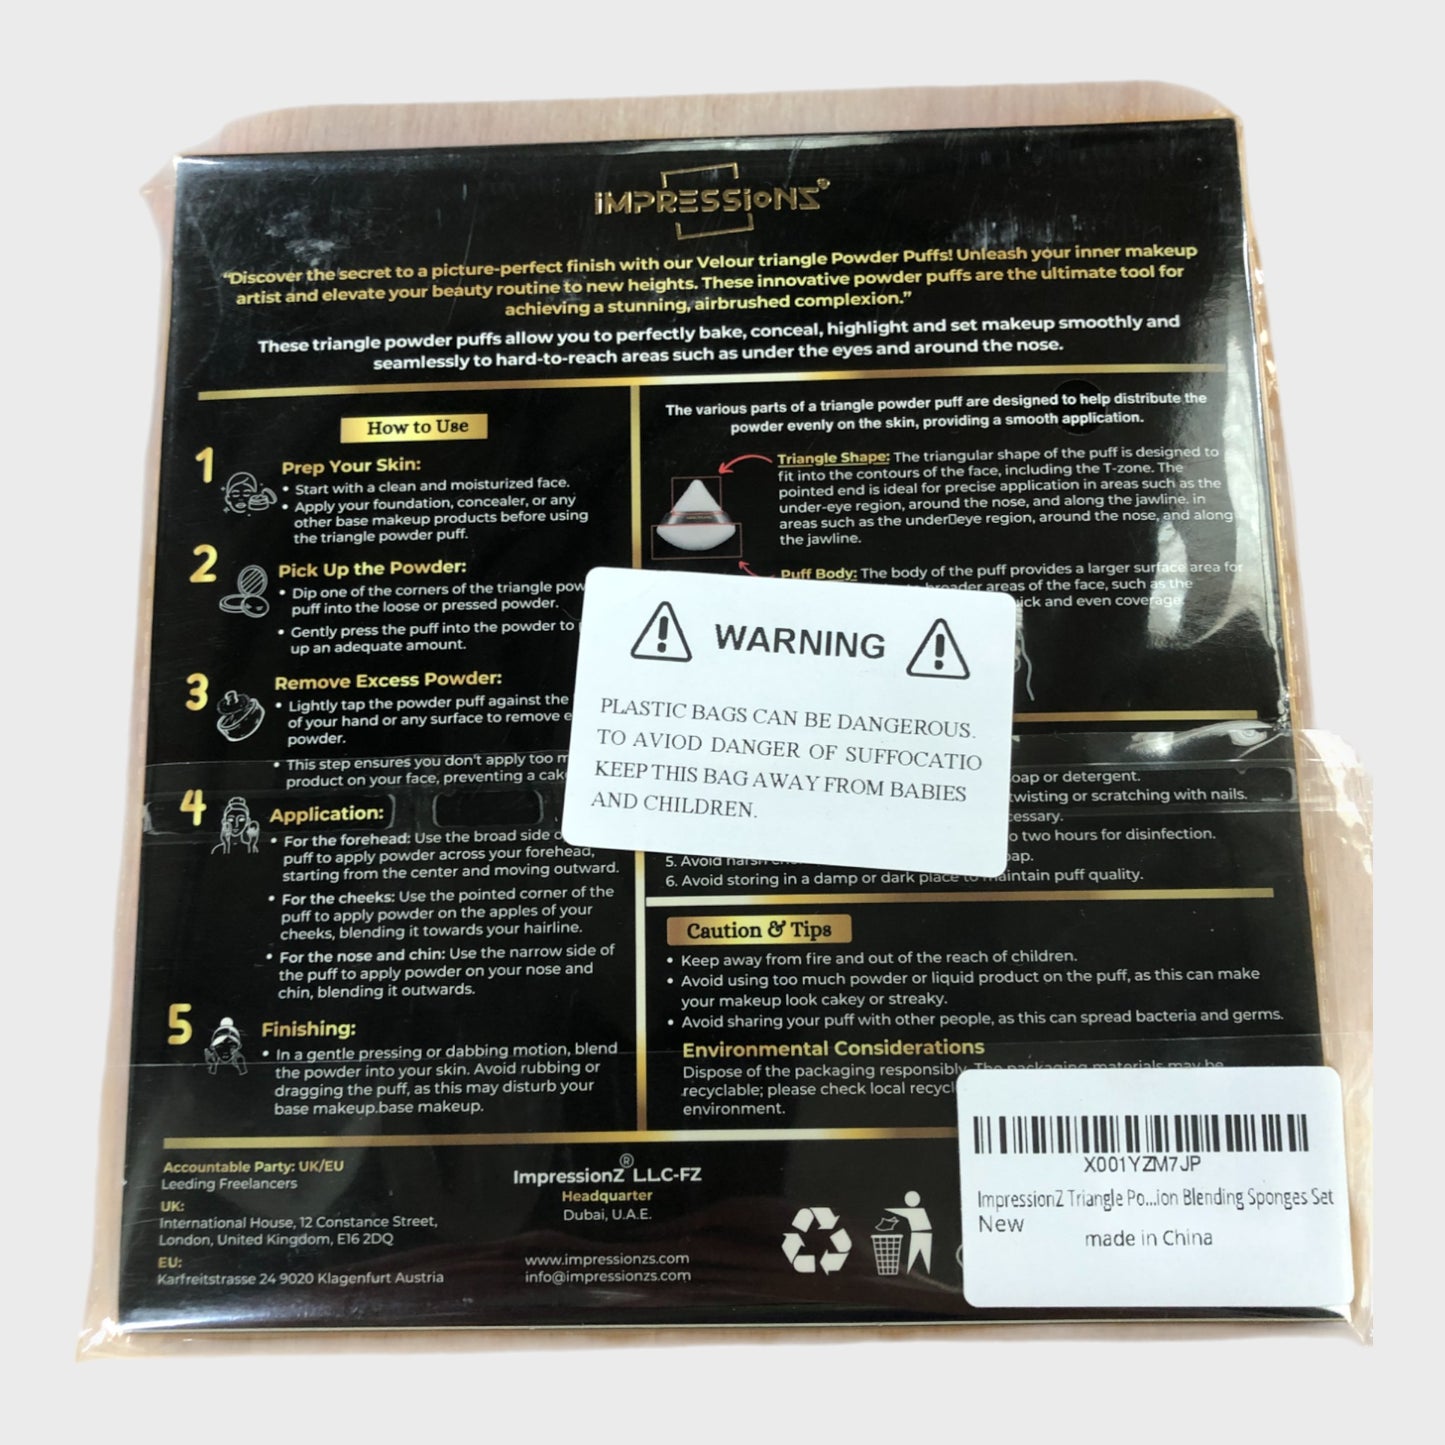 iMPRESSiONZ®
“Discover the secret to a picture-perfect finish with our Velour triangle Powder Puffs! Unleash your inner makeup
artist and elevate your beauty routine to new heights. These innovative powder puffs are the ultimate tool for
achieving a stunning, airbrushed complexion.”
These triangle powder puffs allow you to perfectly bake, conceal, highlight and set makeup smoothly and
seamlessly to hard-to-reach areas such as under the eyes and around the nose.
How to Use
1
Prep Your Skin:
• Start with a clean and moisturized face.
• Apply your foundation, concealer, or any
other base makeup products before using
the triangle powder puff.
2
Pick Up the Powder:
• Dip one of the corners of the triangle
puff into the loose or pressed powder.
• Gently press the puff into the powder to
up an adequate amount.
3
Remove Excess Powder:
• Lightly tap the powder puff against the
of your hand or any surface to remove
powder.
• This step ensures you don't apply too
product on your face, preventing a
4
Application:
• For the forehead: Use the broad side
puff to apply powder across your forehead,
starting from the center and moving outward.
• For the cheeks: Use the pointed corner of the
puff to apply powder on the apples of your
cheeks, blending it towards your hairline.
• For the nose and chin: Use the narrow side of
the puff to apply powder on your nose and
chin, blending it outwards.
5
Finishing:
• In a gentle pressing or dabbing motion, blend
the powder into your skin. Avoid rubbing or
dragging the puff, as this may disturb your
base makeup.base makeup.
The various parts of a triangle powder puff are designed to help distribute the
powder evenly on the skin, providing a smooth application.
Triangle Shape: The triangular shape of the puff is designed to
fit into the contours of the face, including the T-zone. The
pointed end is ideal for precise application in areas such as the
under-eye region, around the nose, and along the jawline. in
areas such as the under▯eye region, around the nose, and along
the jawline.
Puff Body: The body of the puff provides a larger surface area for
broader areas of the face, such as the
and even coverage.
WARNING
PLASTIC BAGS CAN BE DANGEROUS.
TO AVIOD DANGER OF SUFFOCATIO
KEEP THIS BAG AWAY FROM BABIES
AND CHILDREN.
or detergent.
twisting or scratching with nails.
two hours for disinfection.
5. Avoid
6. Avoid storing in a damp or dark place to maintain puff quality.
Caution & Tips
• Keep away from fire and out of the reach of children.
• Avoid using too much powder or liquid product on the puff, as this can make
your makeup look cakey or streaky.
• Avoid sharing your puff with other people, as this can spread bacteria and germs.
Environmental Considerations
Dispose of the packaging responsibly. The packaging materials may be
recyclable; please check local
environment.
Accountable Party: UK/EU
Leeding Freelancers
UK:
International House, 12 Constance Street,
London, United Kingdom, E16 2DQ
EU:
Karfreitstrasse 24 9020 Klagenfurt Austria
ImpressionZ® LLC-FZ
Headquarter
Dubai, U.A.E.
www.impressionzs.com
info@impressionzs.com
X001YZM7JP
ImpressionZ Triangle Po...ion Blending Sponges Set
New
made in China